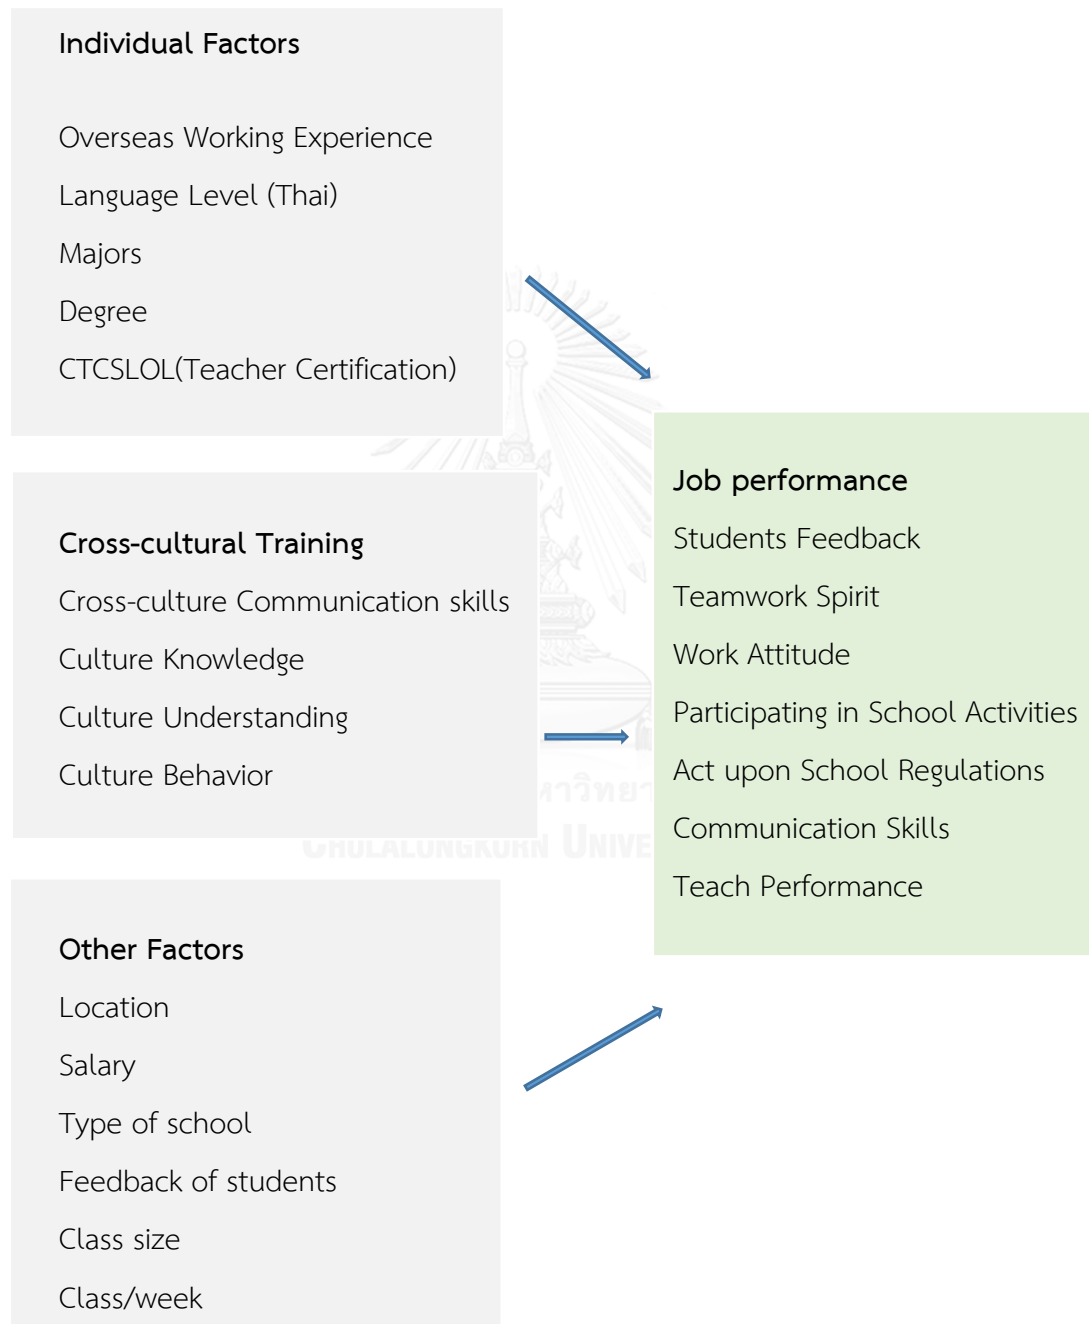 Individual Factors
Overseas Working Experience
Language Level (Thai)
Majors
Degree
CTCSLOL(Teacher Certification)
Cross-cultural Training
Cross-culture Communication skills
Culture Knowledge
Culture Understanding
Culture Behavior
Other Factors
Location
Salary
Type of school
Feedback of students
Class size
Class/week
Job performance
Students Feedback
Teamwork Spirit
Work Attitude
Participating in School Activities
Act upon School Regulations
Communication Skills
Teach Performance